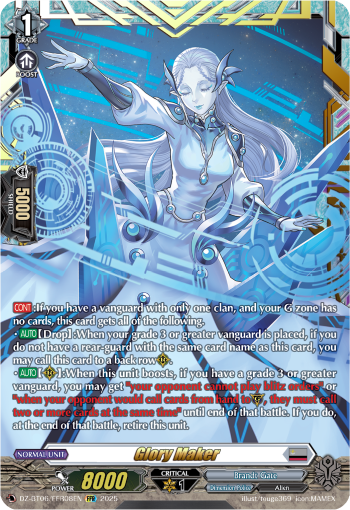 1
GRADE
BOOST
5000
SHIELD
CONT:If you have a vanguard with only one clan, and your G zone has
no cards, this card gets all of the following.
・AUTO【Drop】:When your grade 3 or greater vanguard is placed, if you
do not have a rear-guard with the same card name as this card, you
may call this card to a back row R.
・AUTO【R】:When this unit boosts, if you have a grade 3 or greater
vanguard, you may get "your opponent cannot play blitz orders" or
"when your opponent would call cards from hand to G, they must call
two or more cards at the same time" until end of that battle. If you do,
at the end of that battle, retire this unit.
NORMAL UNIT
Glory Maker
POWER 8000
CRITICAL
1
Brandt Gate
Alien
2025